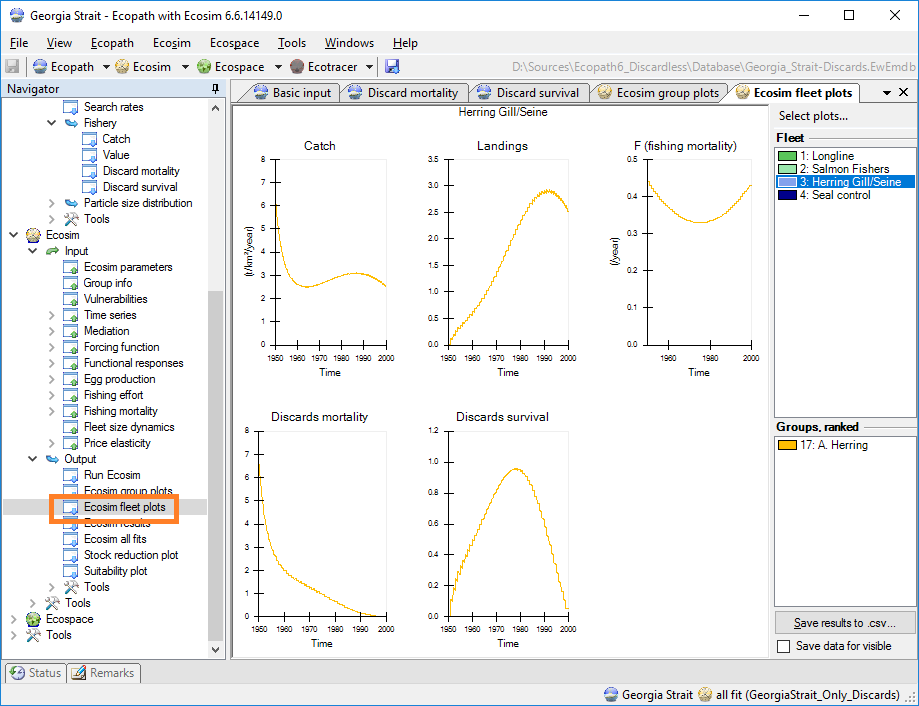 Georgia Strait - Ecopath with Ecosim 6.6.14149.0
File View Ecopath Ecosim Ecospace Tools Windows Help
Ecopath Ecosim Ecospace Ecotracer D:\Sources\Ecopath6_Discardless\Database\Georgia_Strait-Discards.EwEmdb
Navigator
Search rates
Fishery
Catch
Value
Discard mortality
Discard survival
Particle size distribution
Tools
Ecosim
Input
Ecosim parameters
Group info
Vulnerabilities
Time series
Mediation
Forcing function
Functional responses
Egg production
Fishing effort
Fishing mortality
Fleet size dynamics
Price elasticity
Output
Run Ecosim
Ecosim group plots
Ecosim fleet plots
Ecosim results
Ecosim all fits
Stock reduction plot
Suitability plot
Tools
Tools
Ecospace
Tools
Status Remarks
Basic input Discard mortality Discard survival Ecosim group plots Ecosim fleet plots
Herring Gill/Seine
Catch
8
7
6
5
4
3
2
1
0
(t/km²/year)
1950 1960 1970 1980 1990 2000
Time
Landings
3.5
3.0
2.5
2.0
1.5
1.0
0.5
0.0
1950 1960 1970 1980 1990 2000
Time
F (fishing mortality)
0.5
0.4
0.3
0.2
0.1
0.0
(/year)
1960 1980 2000
Time
Discards mortality
8
7
6
5
4
3
2
1
0
1950 1960 1970 1980 1990 2000
Time
Discards survival
1.2
1.0
0.8
0.6
0.4
0.2
0.0
1950 1960 1970 1980 1990 2000
Time
Select plots...
Fleet
1: Longline
2: Salmon Fishers
3: Herring Gill/Seine
4: Seal control
Groups, ranked
17: A. Herring
Save results to .csv...
Save data for visible
Georgia Strait all fit (GeorgiaStrait_Only_Discards)